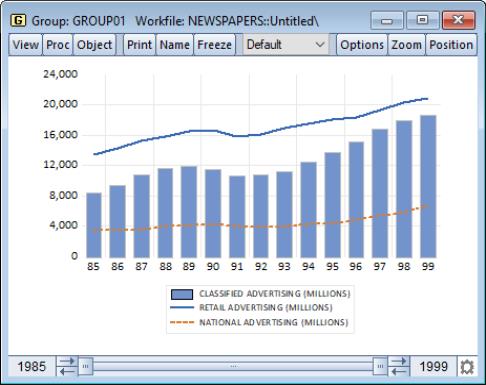 Group: GROUP01 Workfile: NEWSPAPERS::Untitled\
View Proc Object Print Name Freeze Default Options Zoom Position
24,000
20,000
16,000
12,000
8,000
4,000
0
85 86 87 88 89 90 91 92 93 94 95 96 97 98 99
CLASSIFIED ADVERTISING (MILLIONS)
RETAIL ADVERTISING (MILLIONS)
NATIONAL ADVERTISING (MILLIONS)
1985 1999